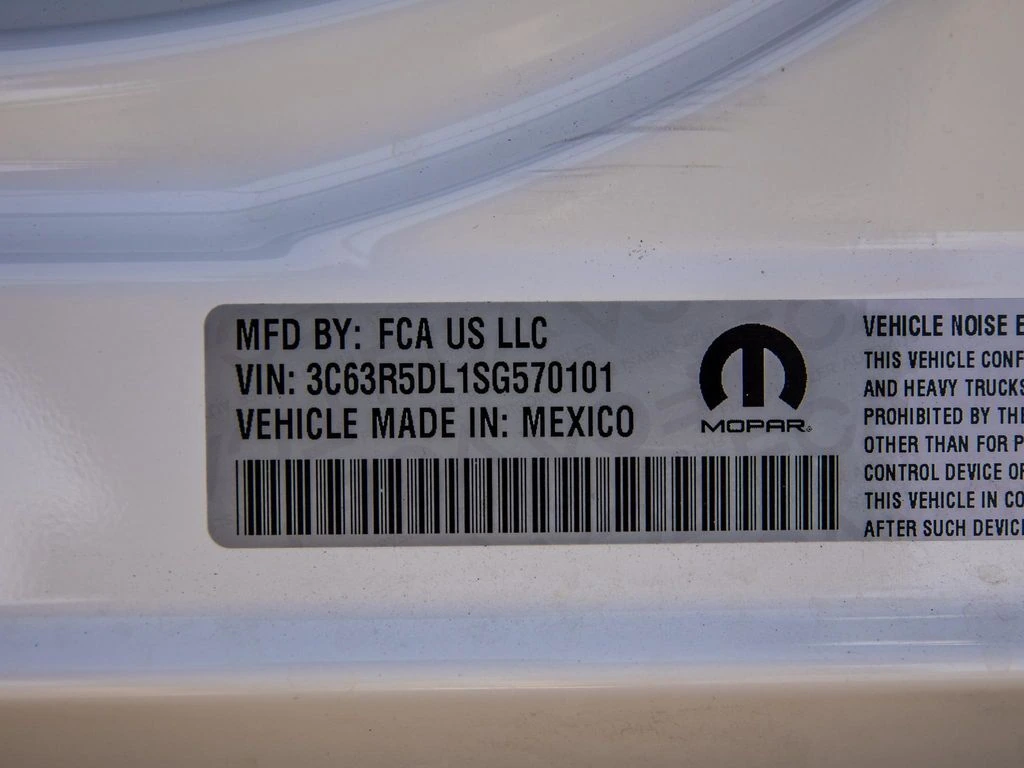 MFD BY: FCA US LLC
VIN: 3C63R5DL1SG570101
VEHICLE MADE IN: MEXICO
MOPAR®
VEHICLE NOISE E
THIS VEHICLE CONF
AND HEAVY TRUCKS
PROHIBITED BY THE
OTHER THAN FOR P
CONTROL DEVICE OF
THIS VEHICLE IN CO
AFTER SUCH DEVIC